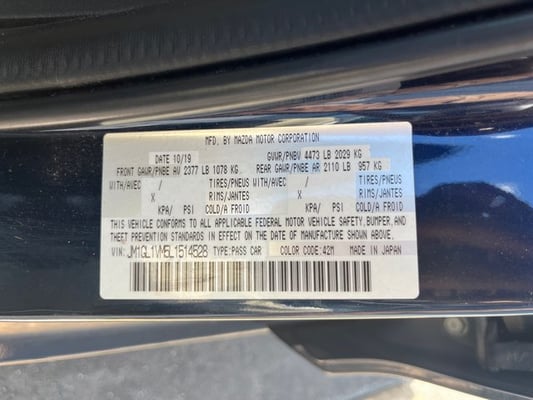 MFD. BY MAZDA MOTOR CORPORATION
DATE 10/19 GVWR/PNBV 4473 LB 2029 KG
FRONT GAWR/PNBE AV 2377 LB 1078 KG REAR GAWR/PNBE AR 2110 LB 957 KG
WITH/AVEC / TIRES/PNEUS WITH/AVEC / TIRES/PNEUS
X RIMS/JANTES X RIMS/JANTES
KPA/ PSI COLD/A FROID KPA/ PSI COLD/A FROID
THIS VEHICLE CONFORMS TO ALL APPLICABLE FEDERAL MOTOR VEHICLE SAFETY, BUMPER, AND
THEFT PREVENTION STANDARDS IN EFFECT ON THE DATE OF MANUFACTURE SHOWN ABOVE.
VIN: JM1GL1VM5L1514828 TYPE:PASS CAR COLOR CODE:42M MADE IN JAPAN